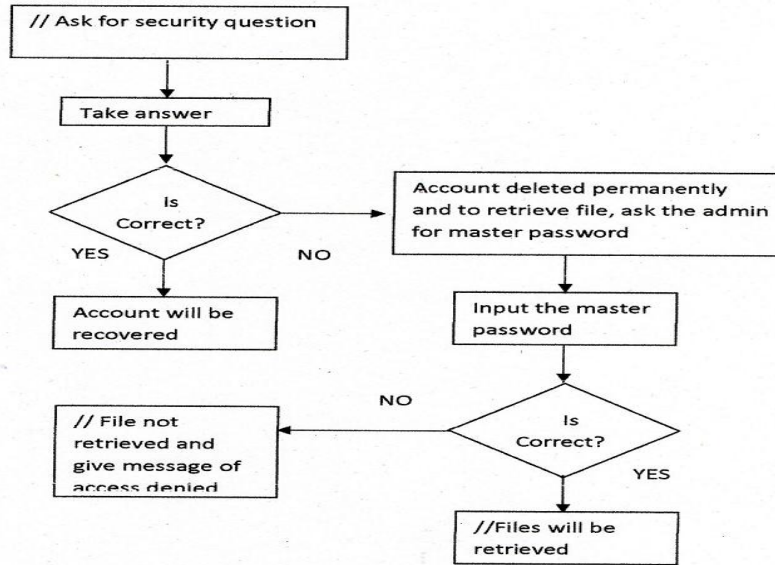 // Ask for security question
Take answer
Is
Correct?
YES
NO
Account will be
recovered
Account deleted permanently
and to retrieve file, ask the admin
for master password
Input the master
password
Is
Correct?
NO
YES
// File not
retrieved and
give message of
access denied
//Files will be
retrieved